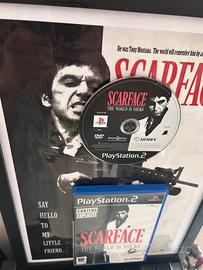 He was Tony Montana. The world will remember him by a
SCARFACE
SCARFACE
THE WORLD IS YOURS
PlayStation 2
PlayStation 2
SCARFACE
THE WORLD IS YOURS
SAY
HELLO
TO
MY
LITTLE
FRIEND.